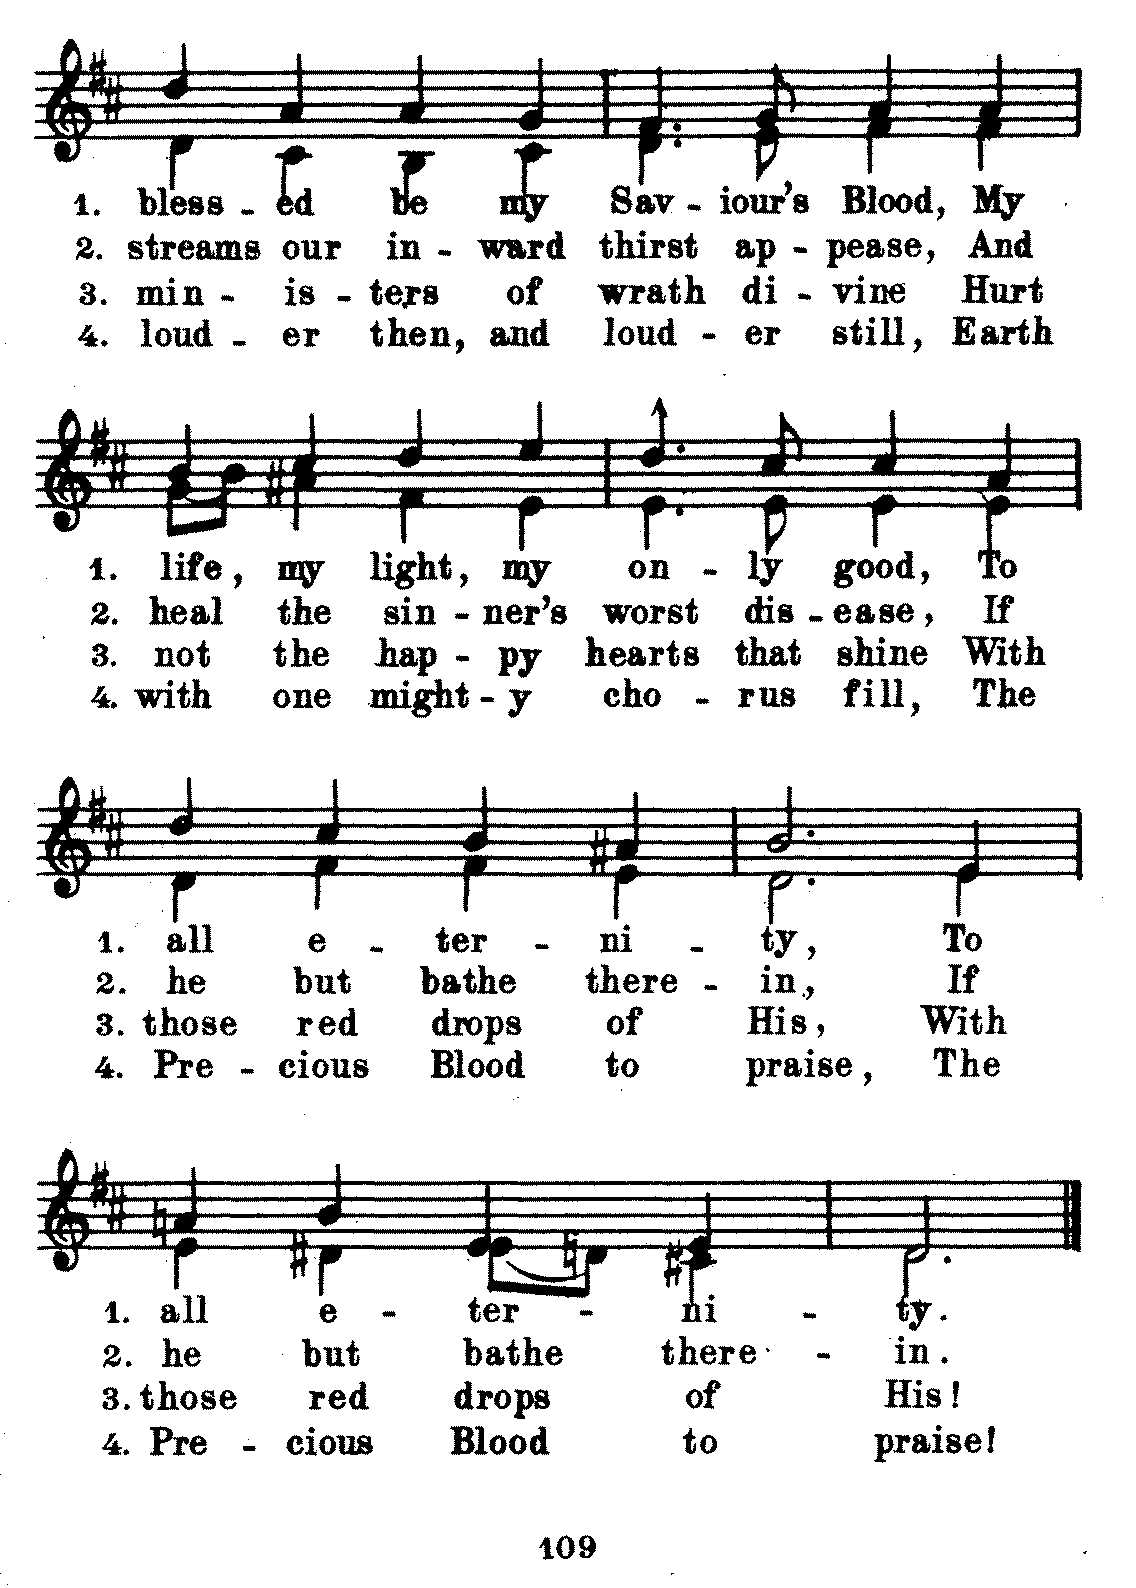 1. bless - ed be my Sav - iour's Blood, My
2. streams our in - ward thirst ap - pease, And
3. min - is - ters of wrath di - vine Hurt
4. loud - er then, and loud - er still, Earth
1. life, my light, my on - ly good, To
2. heal the sin - ner's worst dis - ease, If
3. not the hap - py hearts that shine With
4. with one might - y cho - rus fill, The
1. all e - ter - ni - ty, To
2. he but bathe there - in, If
3. those red drops of His, With
4. Pre - cious Blood to praise, The
1. all e - ter - ni - ty.
2. he but bathe there - in.
3. those red drops of His!
4. Pre - cious Blood to praise!
109